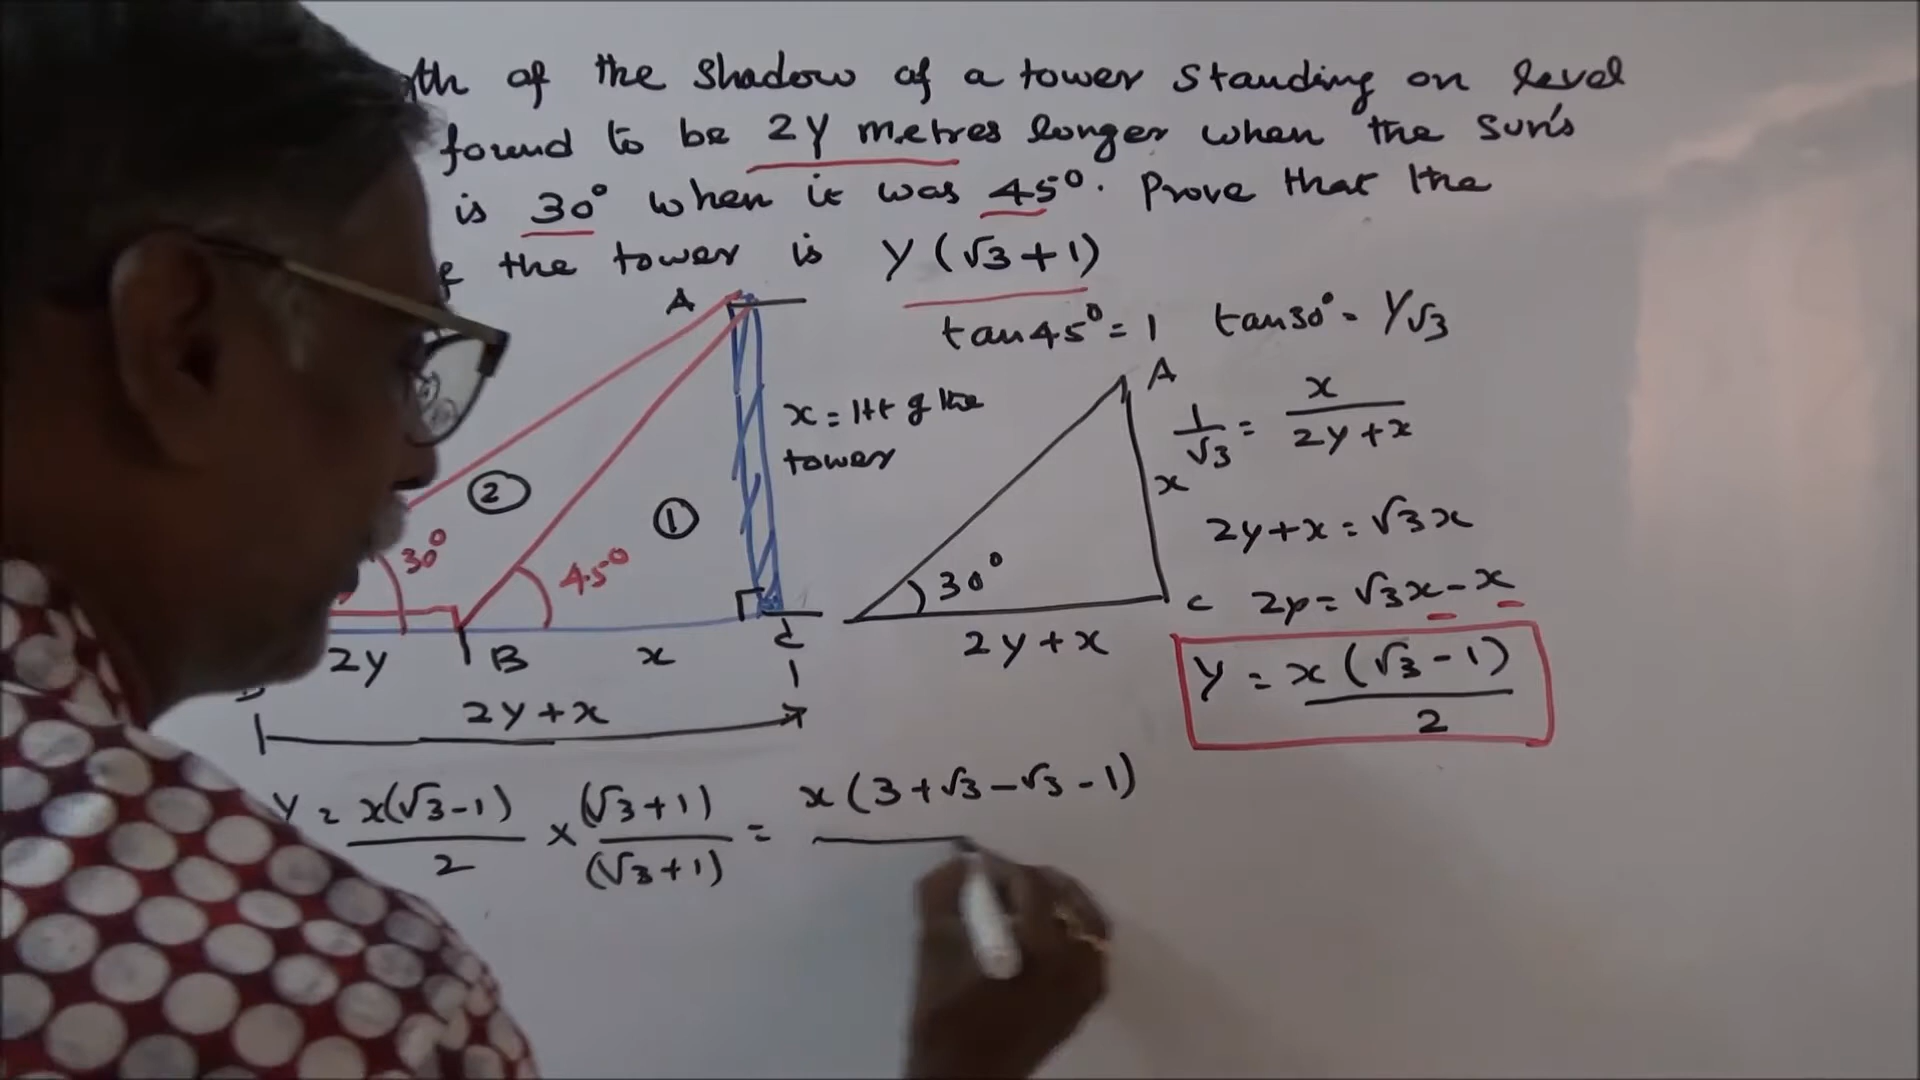 of the shadow of a tower standing on level
found to be 2Y metres longer when the sun's
is 30° when it was 45°. Prove that the
the tower is Y(√3+1)
tan45° = 1 tan30° = 1/√3
A
x = Ht of the
tower
② ①
30° 45°
2Y B x C
2Y+x
A
x
30°
C
2Y+x
1/√3 = x/(2Y+x)
2Y+x = √3x
2y = √3x-x
Y = x(√3-1)/2
Y = x(√3-1)/2 × (√3+1)/(√3+1) = x(3+√3-√3-1)